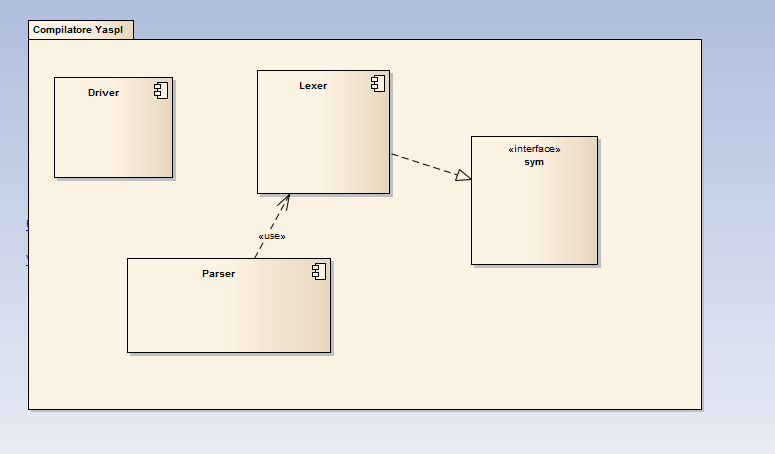 Compilatore Yaspl
Driver
Lexer
«interface»
sym
«use»
Parser